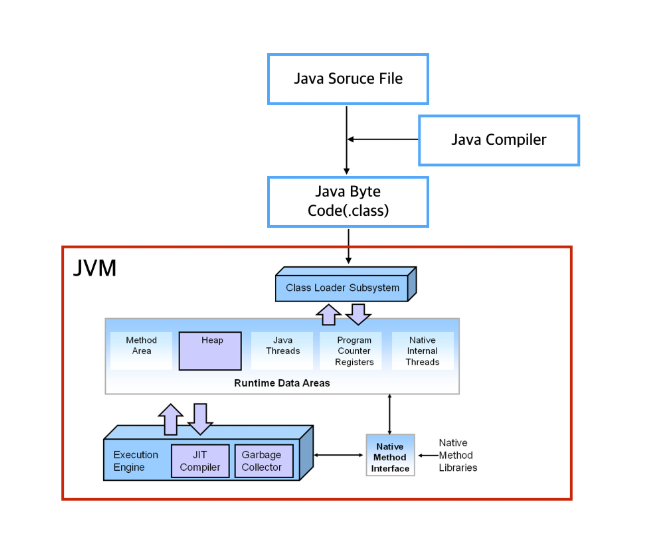 Java Soruce File
Java Compiler
Java Byte
Code(.class)
JVM
Class Loader Subsystem
Method
Area
Heap
Java
Threads
Program
Counter
Registers
Native
Internal
Threads
Runtime Data Areas
Execution
Engine
JIT
Compiler
Garbage
Collector
Native
Method
Interface
Native
Method
Libraries